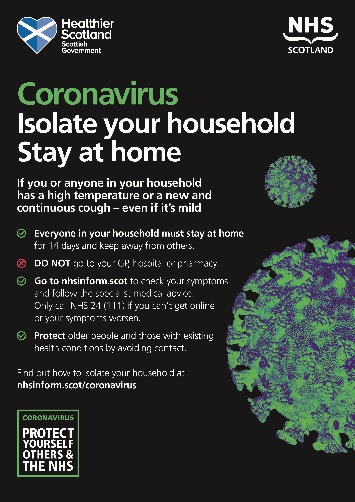 Healthier
Scotland
Scottish
Government
NHS
SCOTLAND
Coronavirus
Isolate your household
Stay at home
If you or anyone in your household
has a high temperature or a new and
continuous cough – even if it's mild
Everyone in your household must stay at home
for 14 days and keep away from others.
DO NOT go to your GP, hospital or pharmacy.
Go to nhsinform.scot to check your symptoms
and follow the specialist medical advice.
Only call NHS 24 (111) if you can't get online
or your symptoms worsen.
Protect older people and those with existing
health conditions by avoiding contact.
Find out how to isolate your household at
nhsinform.scot/coronavirus
CORONAVIRUS
PROTECT
YOURSELF
OTHERS &
THE NHS